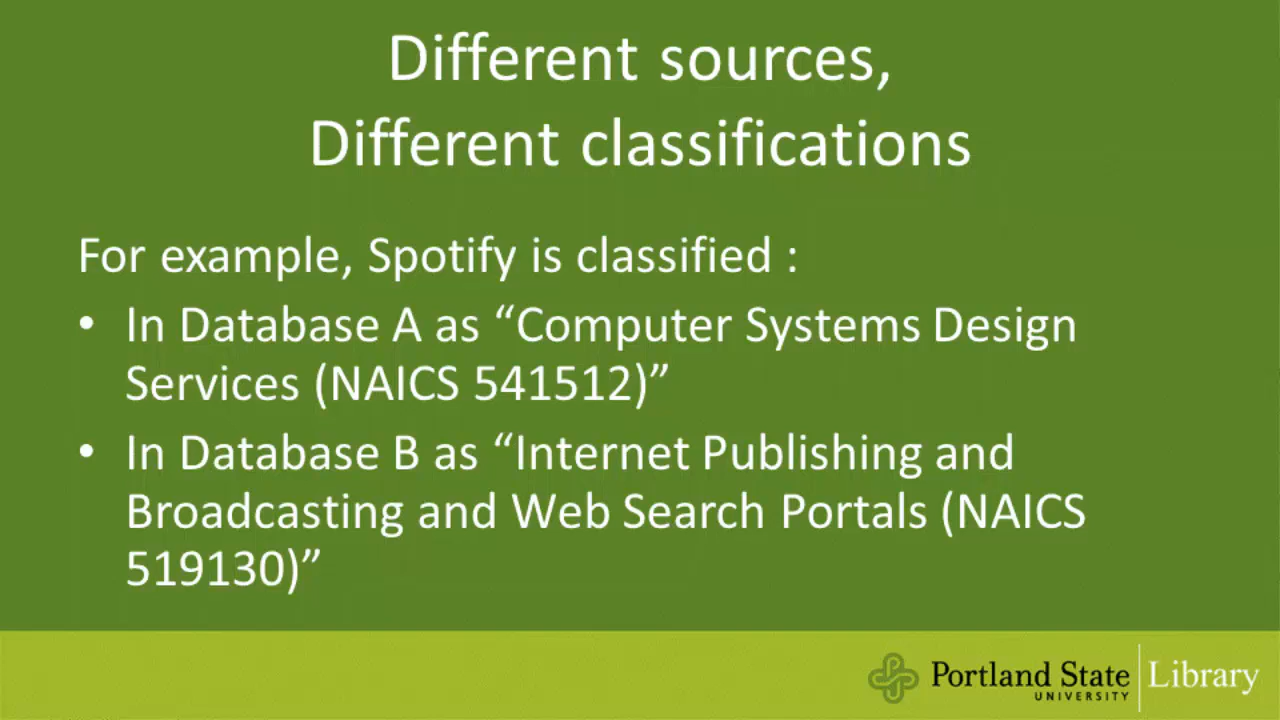 Different sources,
Different classifications
For example, Spotify is classified :
• In Database A as “Computer Systems Design
Services (NAICS 541512)”
• In Database B as “Internet Publishing and
Broadcasting and Web Search Portals (NAICS
519130)”
Portland State Library
UNIVERSITY